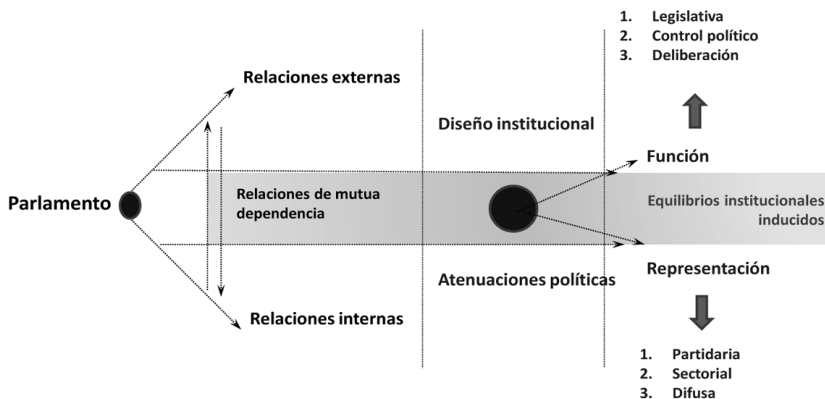 1. Legislativa
2. Control político
3. Deliberación
Relaciones externas
Diseño institucional
Función
Parlamento
Relaciones de mutua
dependencia
Equilibrios institucionales
inducidos
Atenuaciones políticas
Representación
Relaciones internas
1. Partidaria
2. Sectorial
3. Difusa